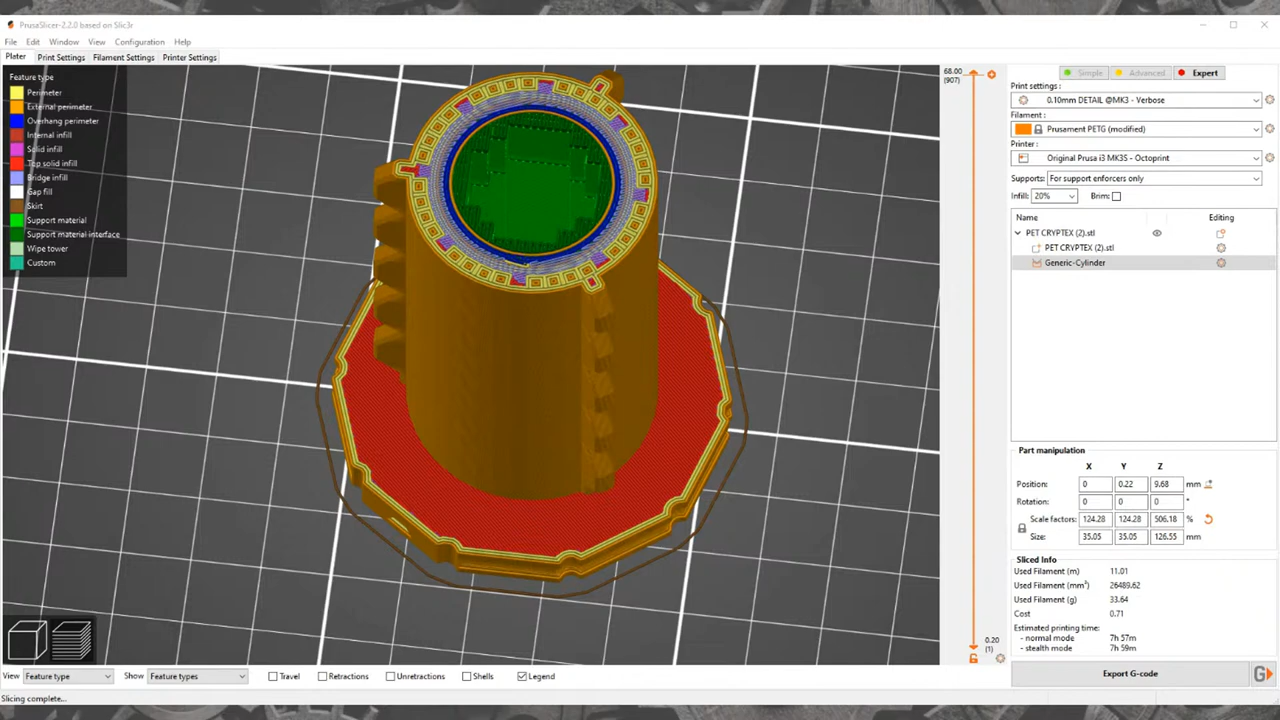 PrusaSlicer-2.2.0 based on Slic3r
File Edit Window View Configuration Help
Plater Print Settings Filament Settings Printer Settings
Feature type
Perimeter
External perimeter
Overhang perimeter
Internal infill
Solid infill
Top solid infill
Bridge infill
Gap fill
Skirt
Support material
Support material interface
Wipe tower
Custom
68.00
(907)
0.20
(1)
Simple Advanced Expert
Print settings:
0.10mm DETAIL @MK3 - Verbose
Filament:
Prusament PETG (modified)
Printer:
Original Prusa i3 MK3S - Octoprint
Supports: For support enforcers only
Infill: 20% Brim:
Name Editing
PET CRYPTEX (2).stl
PET CRYPTEX (2).stl
Generic-Cylinder
Part manipulation
X Y Z
Position: 0 0.22 9.68 mm
Rotation: 0 0 0 °
Scale factors: 124.28 124.28 506.18 %
Size: 35.05 35.05 126.55 mm
Sliced Info
Used Filament (m) 11.01
Used Filament (mm³) 26489.62
Used Filament (g) 33.64
Cost 0.71
Estimated printing time:
- normal mode 7h 57m
- stealth mode 7h 59m
Export G-code
G
View Feature type Show Feature types Travel Retractions Unretractions Shells Legend
Slicing complete...